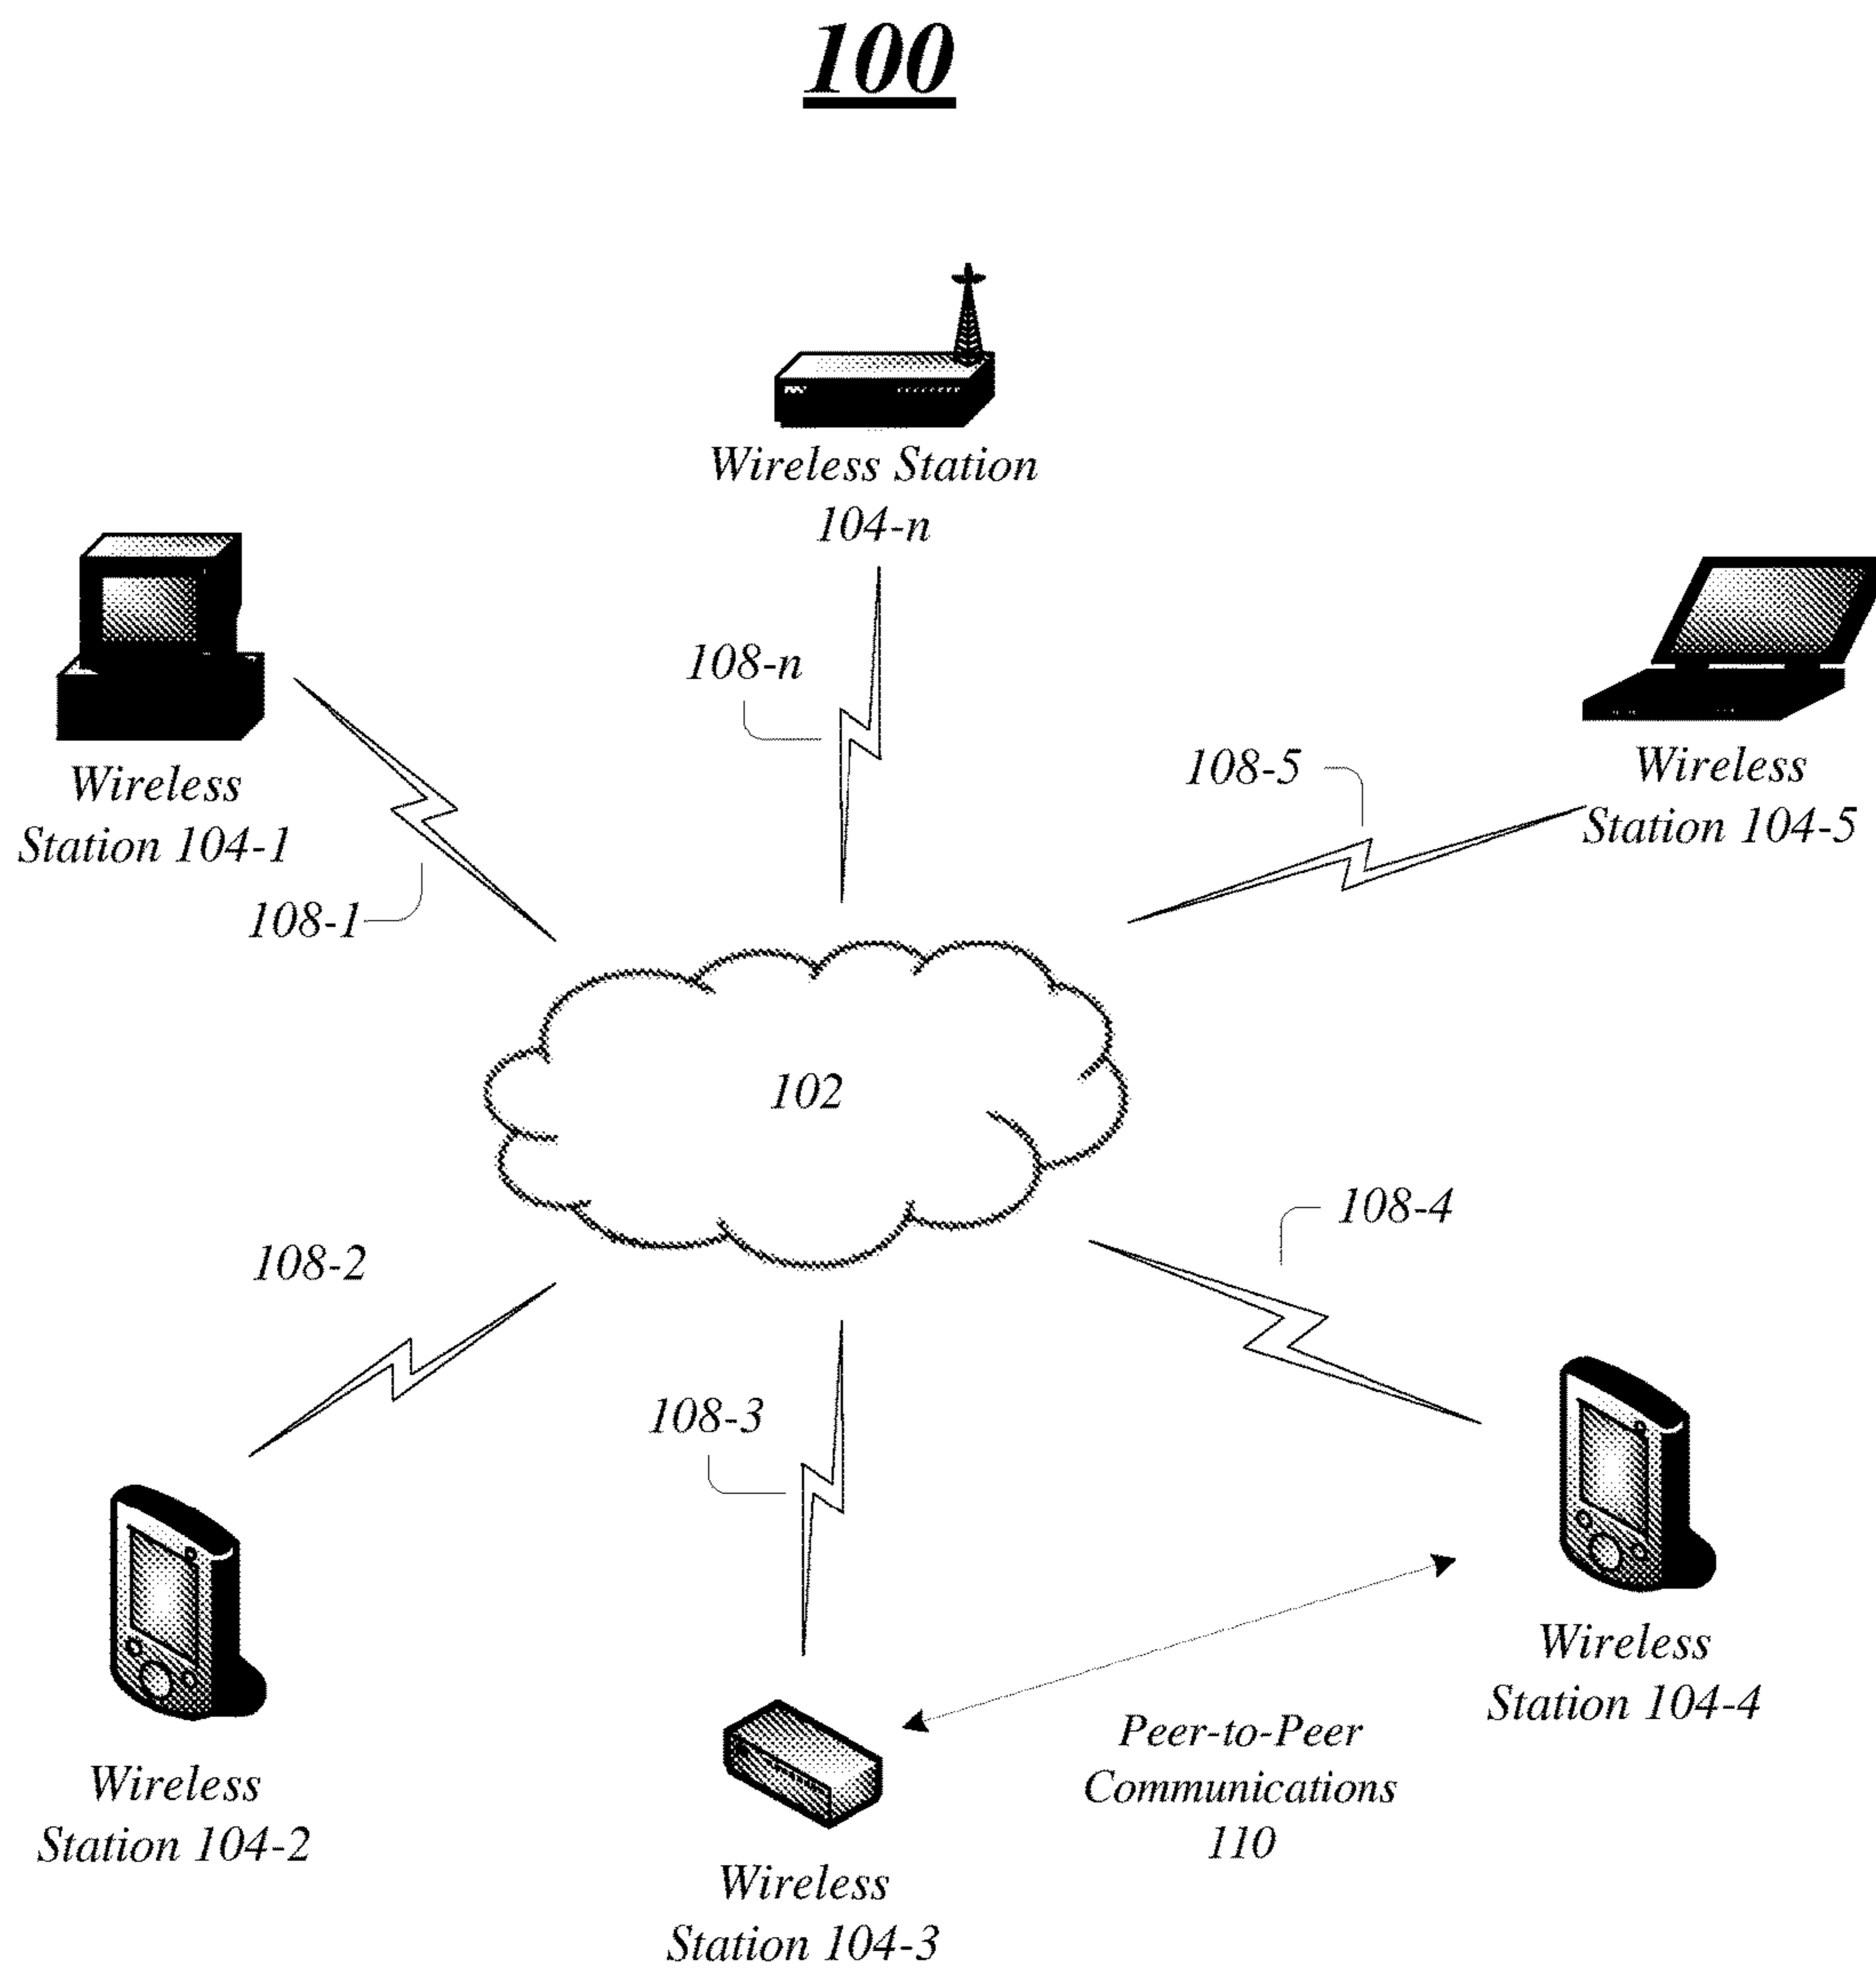 100
Wireless Station
104-n
108-n
Wireless
Station 104-1
108-1
108-5
Wireless
Station 104-5
102
108-2
108-4
108-3
Wireless
Station 104-4
Peer-to-Peer
Communications
110
Wireless
Station 104-2
Wireless
Station 104-3